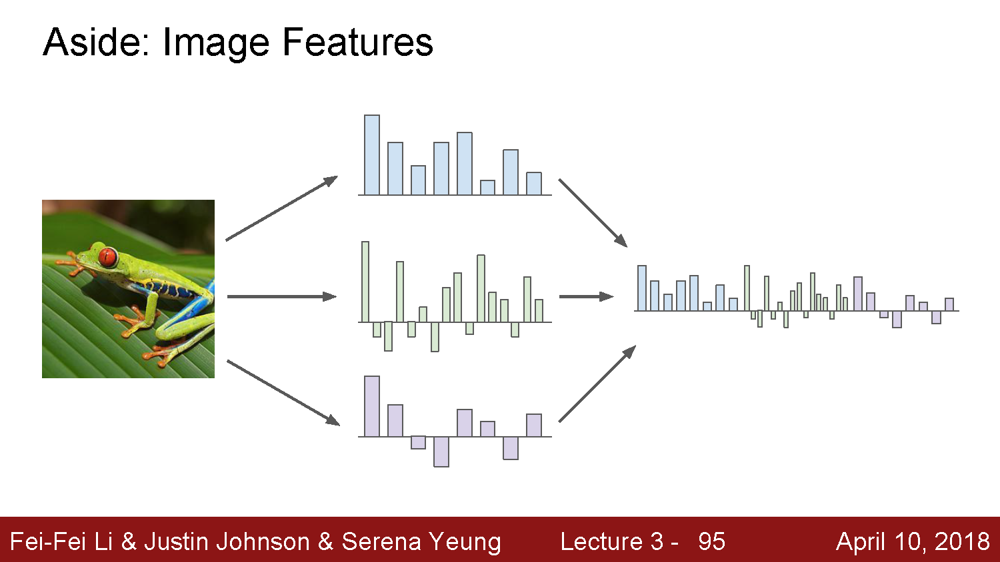 Aside: Image Features
Fei-Fei Li & Justin Johnson & Serena Yeung Lecture 3 - 95 April 10, 2018